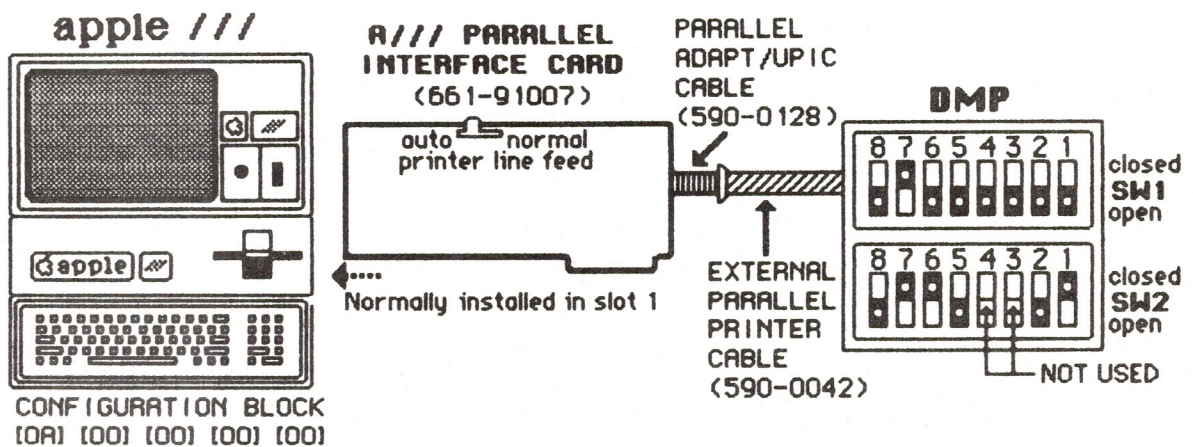 apple ///
A/// PARALLEL
INTERFACE CARD
(661-91007)
auto normal
printer line feed
Normally installed in slot 1
PARALLEL
ADAPT/UPIC
CABLE
(590-0128)
EXTERNAL
PARALLEL
PRINTER
CABLE
(590-0042)
DMP
8 7 6 5 4 3 2 1
closed
SW1
open
8 7 6 5 4 3 2 1
closed
SW2
open
NOT USED
apple
CONFIGURATION BLOCK
[0A] [00] [00] [00] [00]